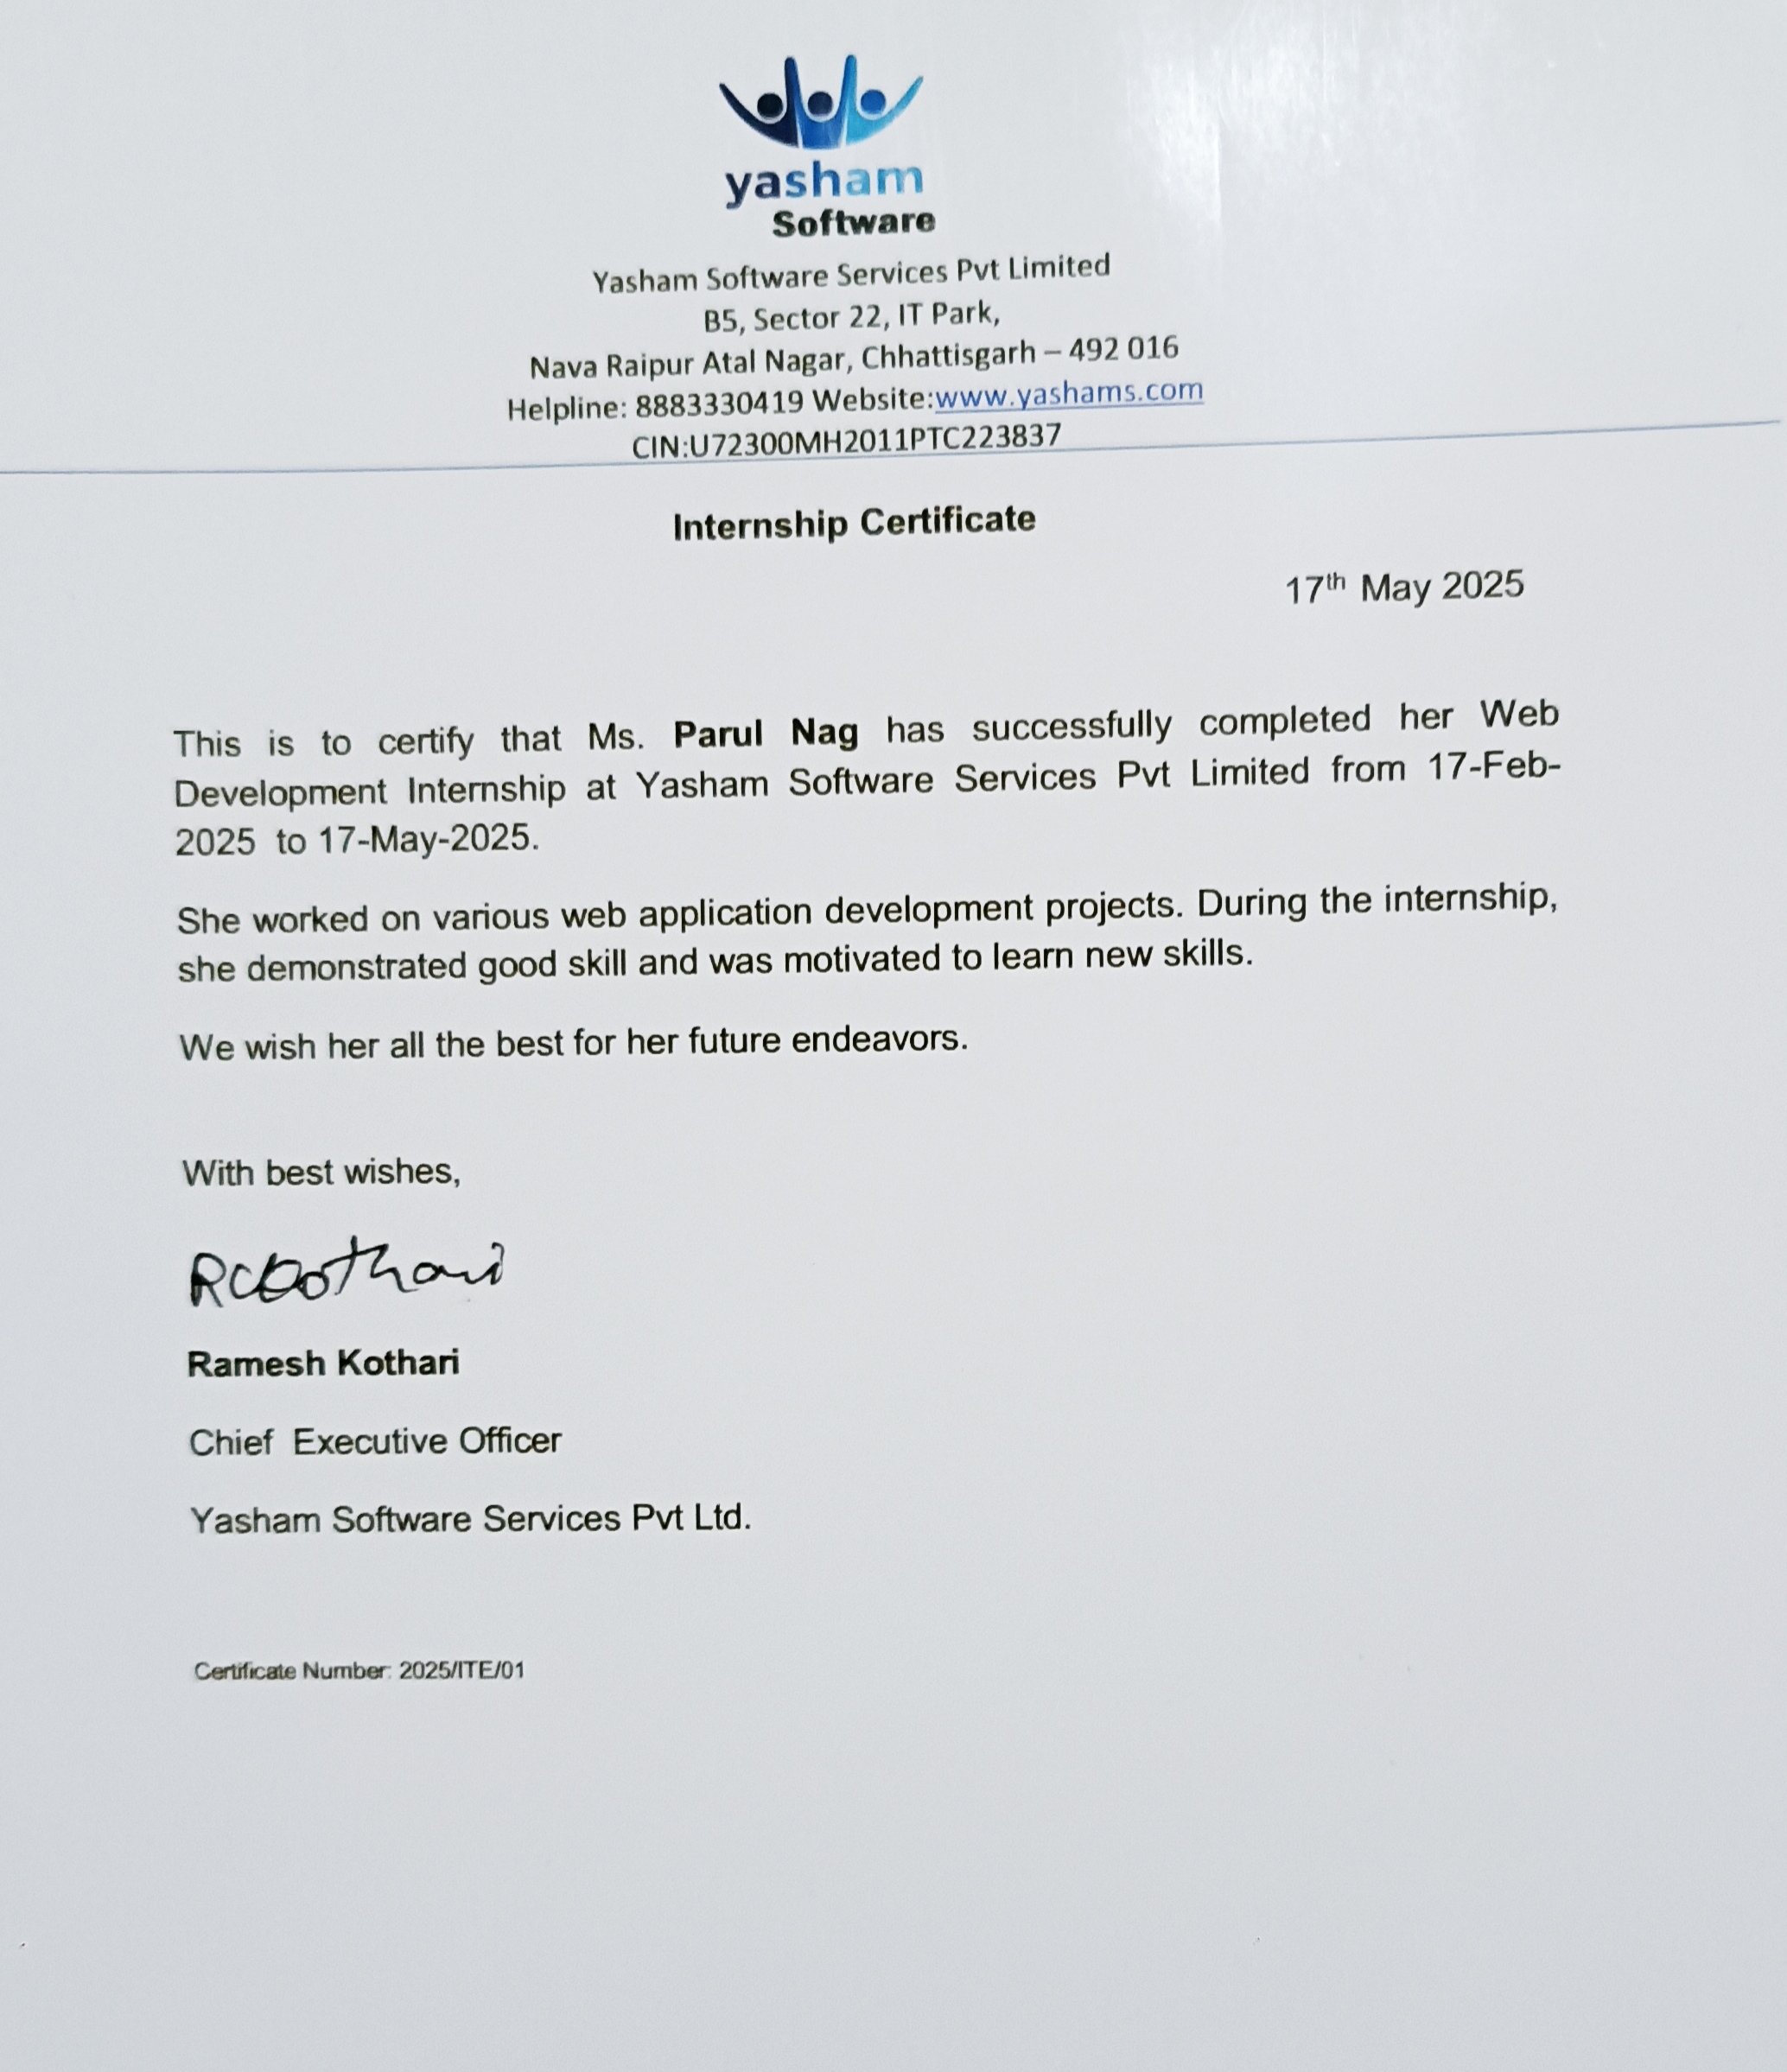 yasham
Software
Yasham Software Services Pvt Limited
B5, Sector 22, IT Park,
Nava Raipur Atal Nagar, Chhattisgarh – 492 016
Helpline: 8883330419 Website:www.yashams.com
CIN:U72300MH2011PTC223837
Internship Certificate
17th May 2025
This is to certify that Ms. Parul Nag has successfully completed her Web
Development Internship at Yasham Software Services Pvt Limited from 17-Feb-
2025 to 17-May-2025.
She worked on various web application development projects. During the internship,
she demonstrated good skill and was motivated to learn new skills.
We wish her all the best for her future endeavors.
With best wishes,
RCKothari
Ramesh Kothari
Chief Executive Officer
Yasham Software Services Pvt Ltd.
Certificate Number: 2025/ITE/01